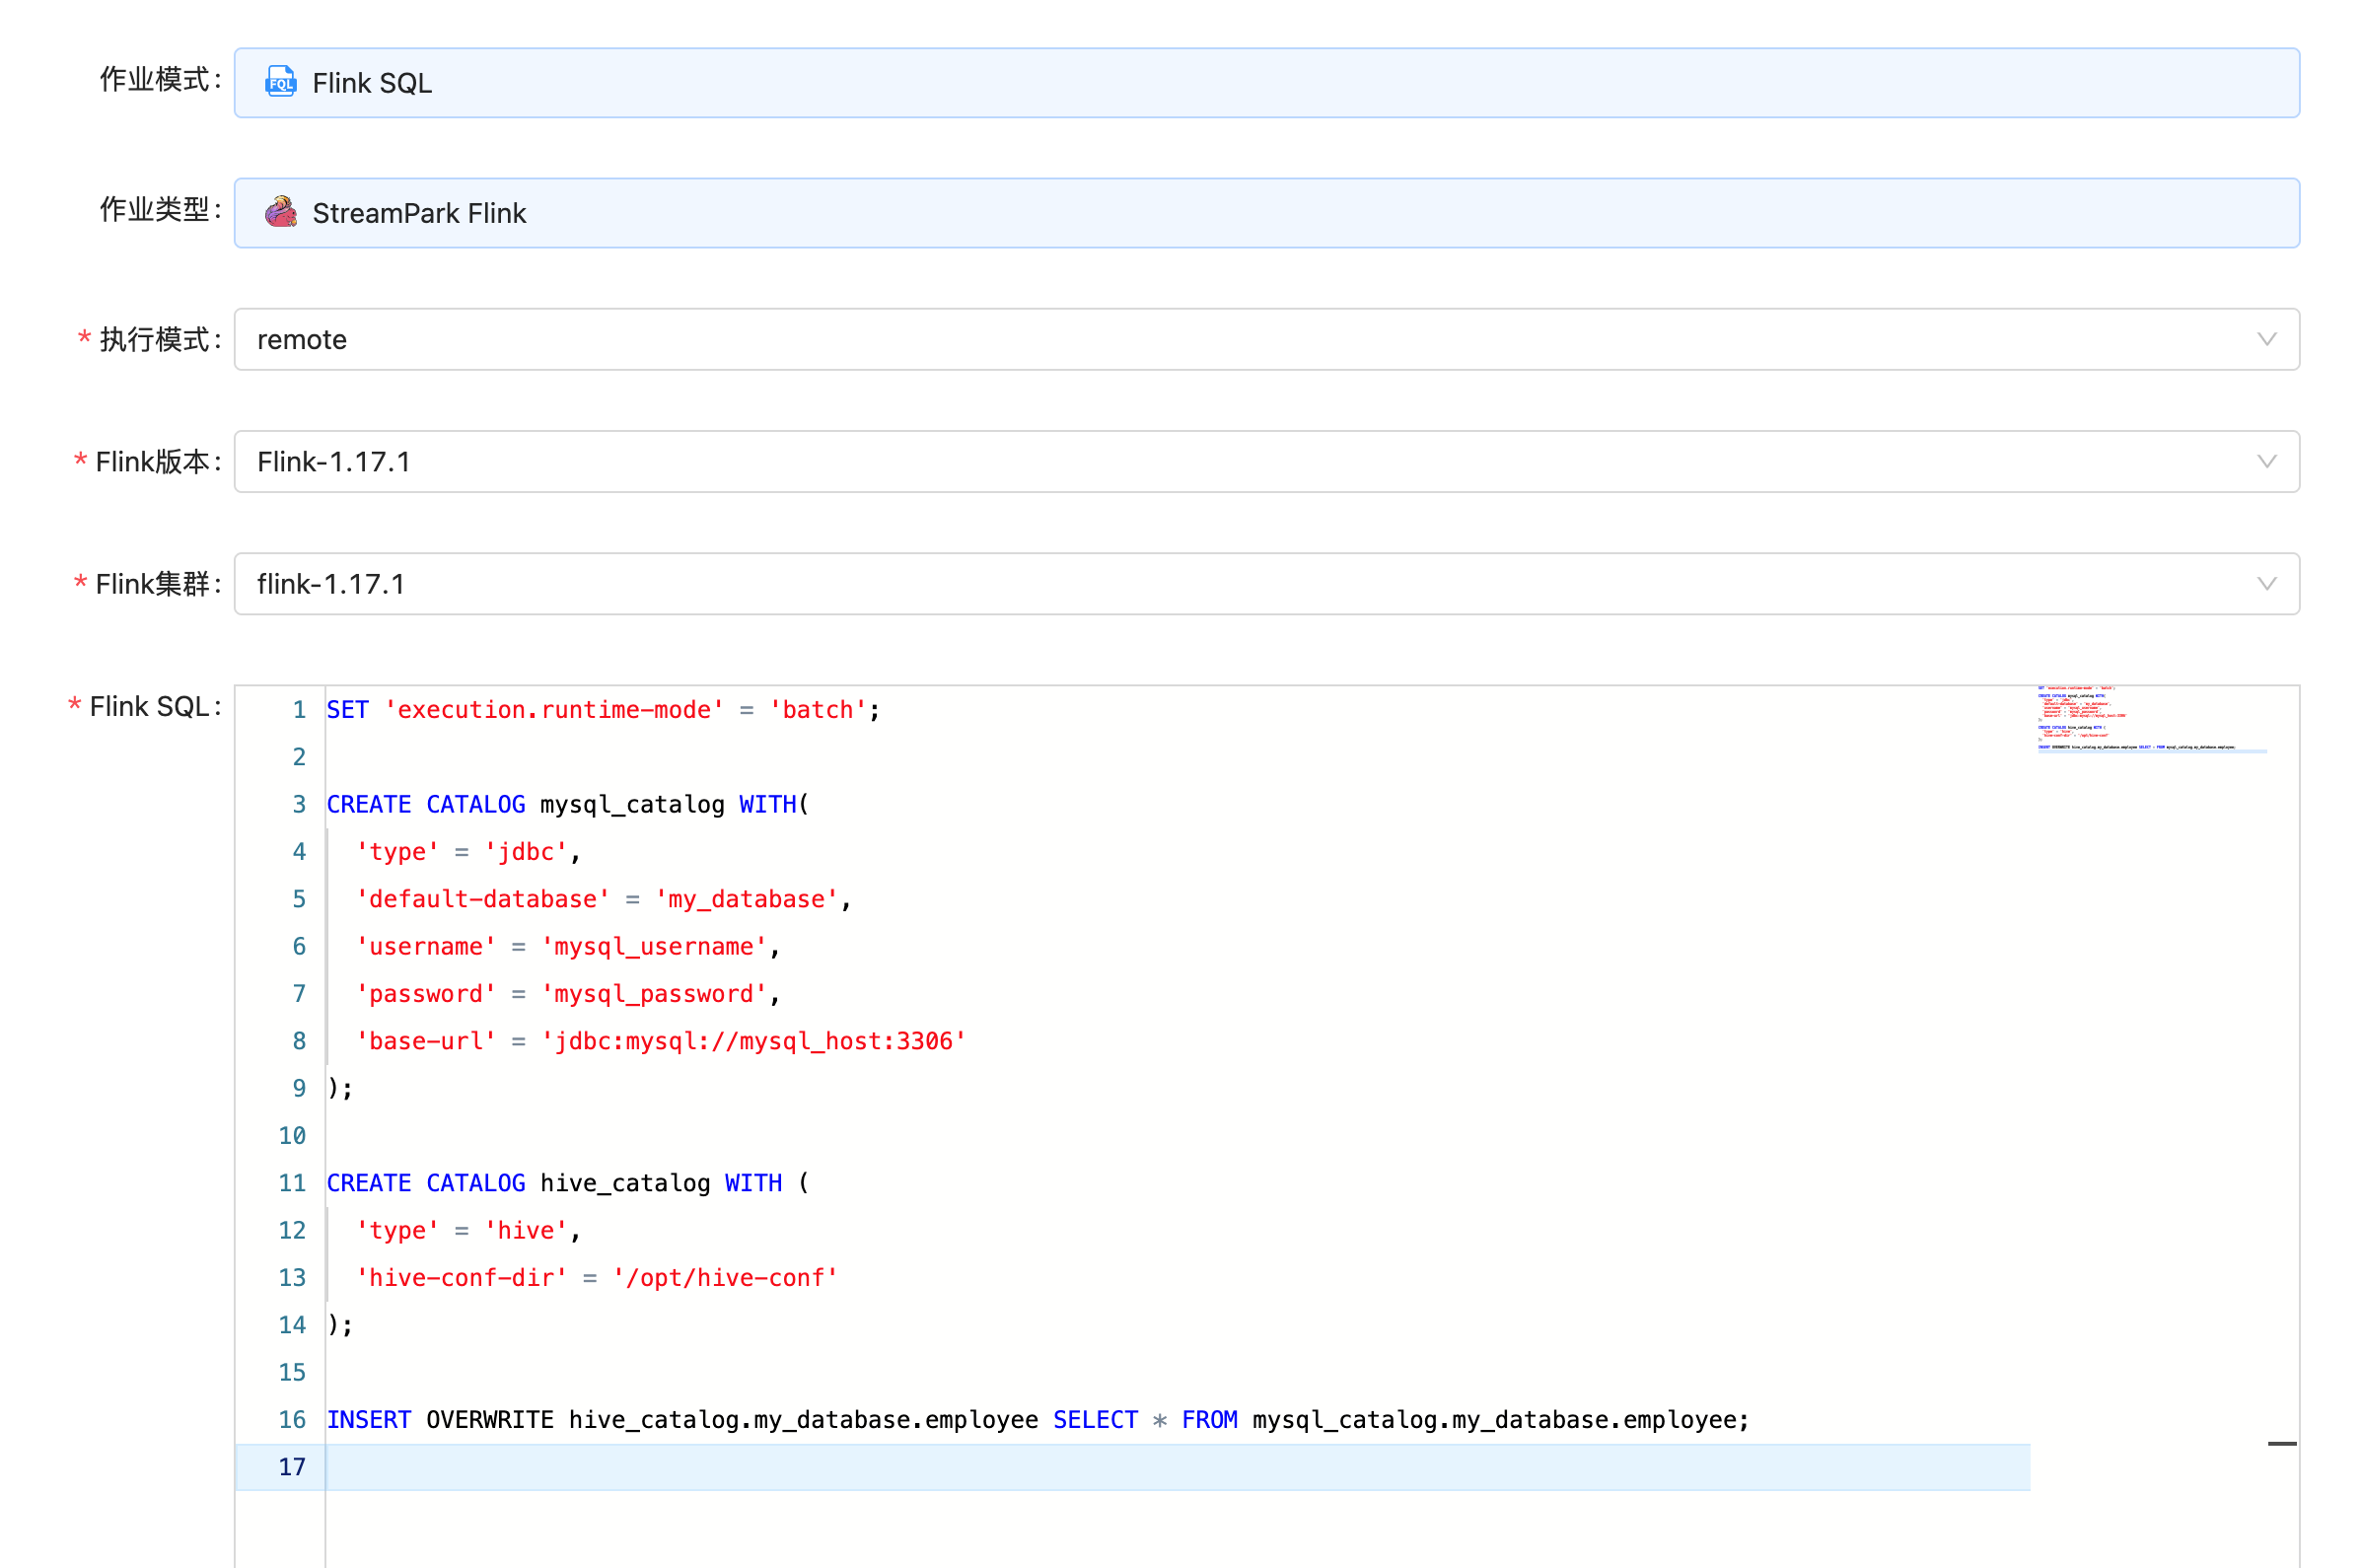 作业模式:
FQL Flink SQL
作业类型:
StreamPark Flink
* 执行模式:
remote
* Flink版本:
Flink-1.17.1
* Flink集群:
flink-1.17.1
* Flink SQL:
1 SET 'execution.runtime-mode' = 'batch';
2
3 CREATE CATALOG mysql_catalog WITH(
4   'type' = 'jdbc',
5   'default-database' = 'my_database',
6   'username' = 'mysql_username',
7   'password' = 'mysql_password',
8   'base-url' = 'jdbc:mysql://mysql_host:3306'
9 );
10
11 CREATE CATALOG hive_catalog WITH (
12   'type' = 'hive',
13   'hive-conf-dir' = '/opt/hive-conf'
14 );
15
16 INSERT OVERWRITE hive_catalog.my_database.employee SELECT * FROM mysql_catalog.my_database.employee;
17